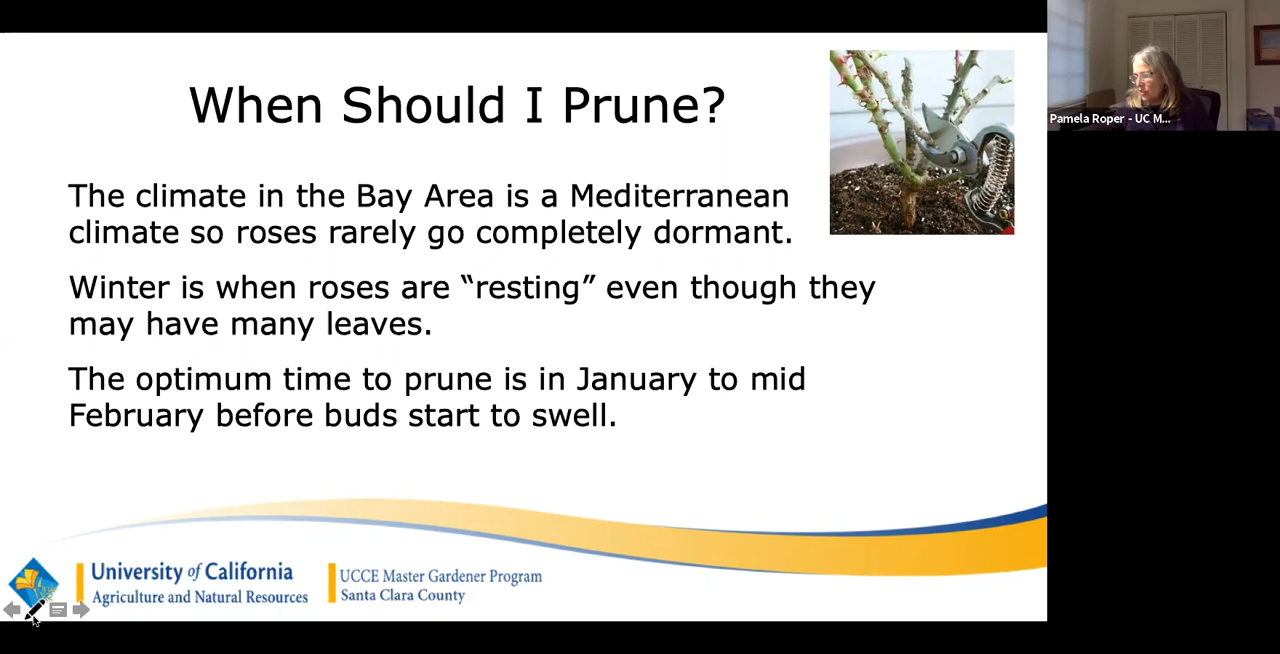 When Should I Prune?
The climate in the Bay Area is a Mediterranean
climate so roses rarely go completely dormant.
Winter is when roses are “resting” even though they
may have many leaves.
The optimum time to prune is in January to mid
February before buds start to swell.
University of California
Agriculture and Natural Resources
UCCE Master Gardener Program
Santa Clara County
Pamela Roper - UC M...